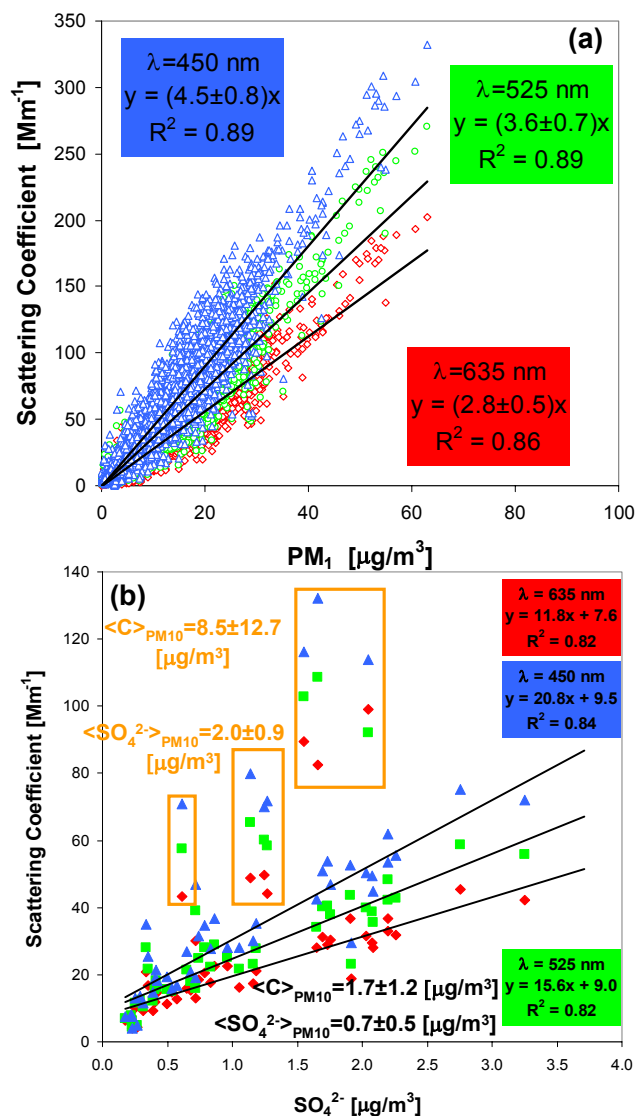 (a)
λ=450 nm
y = (4.5±0.8)x
R² = 0.89
λ=525 nm
y = (3.6±0.7)x
R² = 0.89
λ=635 nm
y = (2.8±0.5)x
R² = 0.86
Scattering Coefficient [Mm⁻¹]
350
300
250
200
150
100
50
0
0 20 40 60 80 100
PM₁ [μg/m³]
(b)
<C>PM10=8.5±12.7
[μg/m³]
<SO₄²⁻>PM10=2.0±0.9
[μg/m³]
λ = 635 nm
y = 11.8x + 7.6
R² = 0.82
λ = 450 nm
y = 20.8x + 9.5
R² = 0.84
λ = 525 nm
y = 15.6x + 9.0
R² = 0.82
<C>PM10=1.7±1.2 [μg/m³]
<SO₄²⁻>PM10=0.7±0.5 [μg/m³]
Scattering Coefficient [Mm⁻¹]
140
120
100
80
60
40
20
0
0.0 0.5 1.0 1.5 2.0 2.5 3.0 3.5 4.0
SO₄²⁻ [μg/m³]